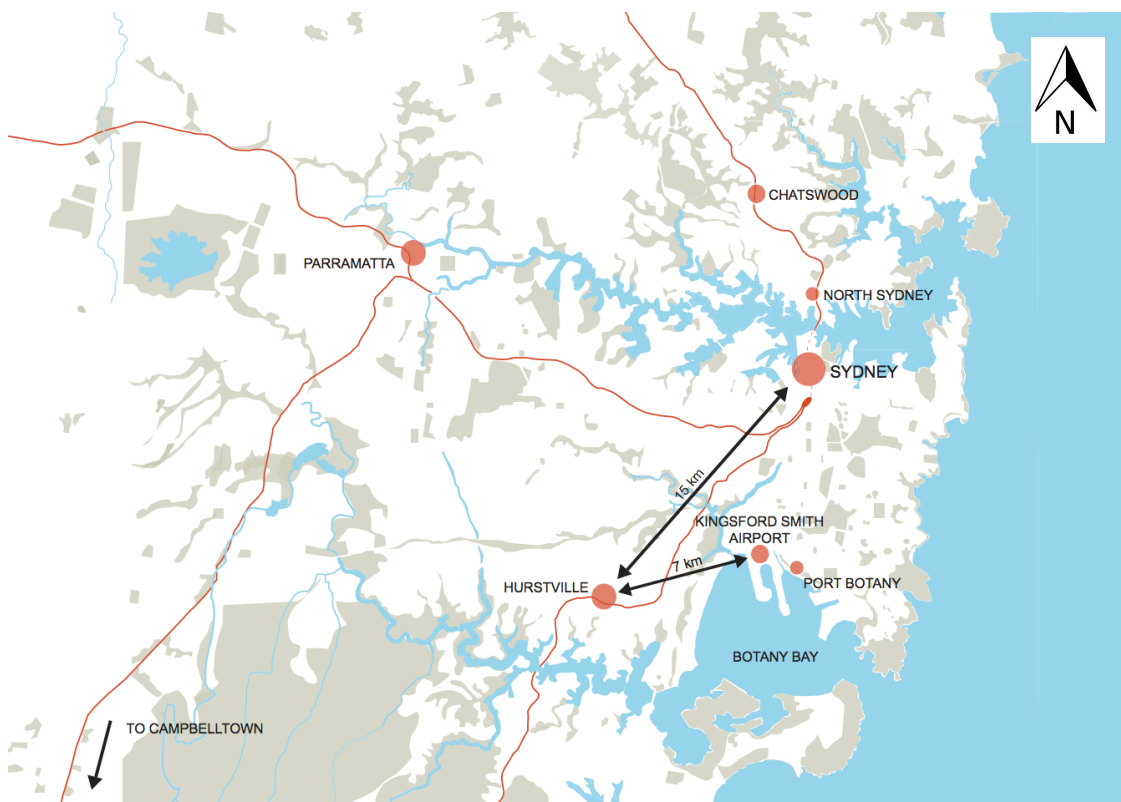 N
CHATSWOOD
PARRAMATTA
NORTH SYDNEY
SYDNEY
15 km
KINGSFORD SMITH
AIRPORT
7 km
HURSTVILLE
PORT BOTANY
BOTANY BAY
TO CAMPBELLTOWN